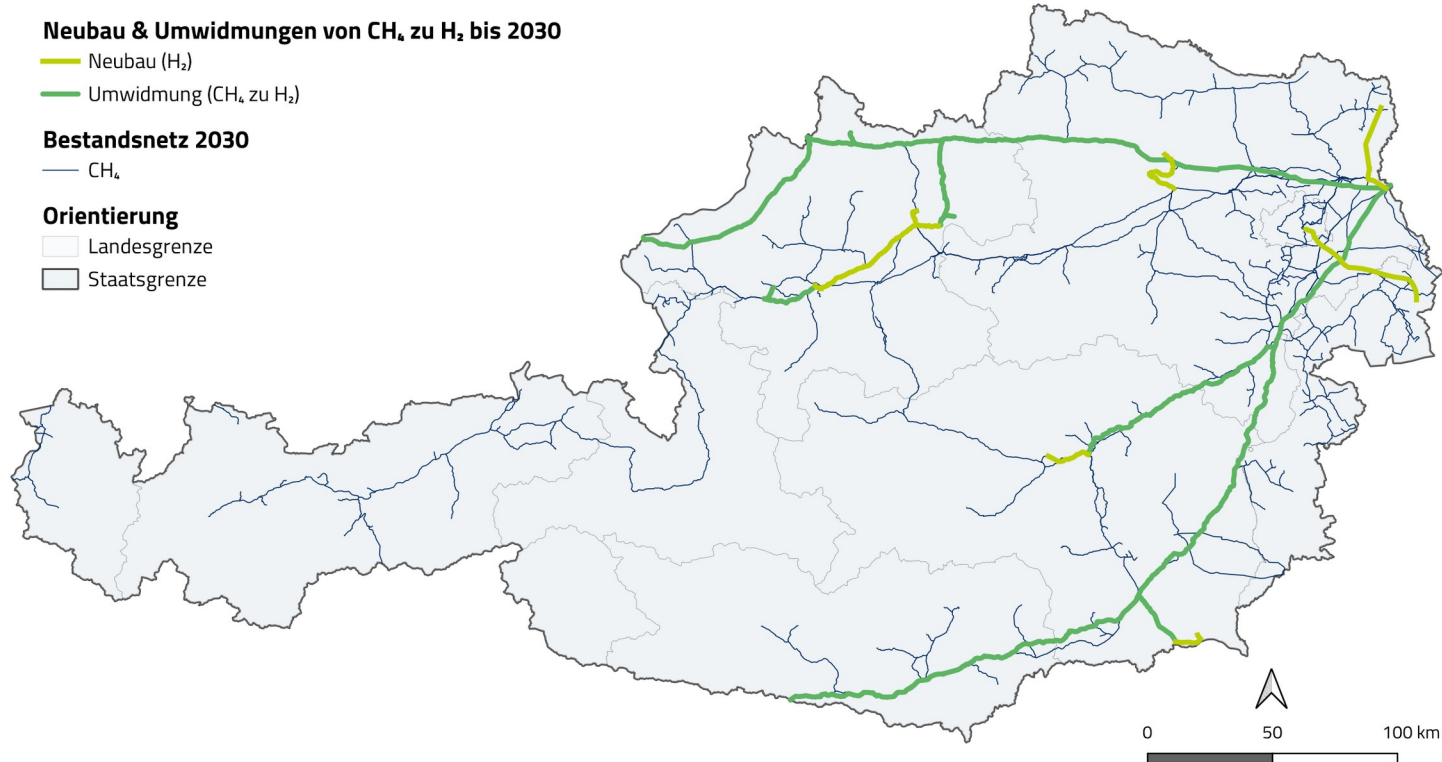 Neubau & Umwidmungen von CH₄ zu H₂ bis 2030
Neubau (H₂)
Umwidmung (CH₄ zu H₂)
Bestandsnetz 2030
CH₄
Orientierung
Landesgrenze
Staatsgrenze
0 50 100 km